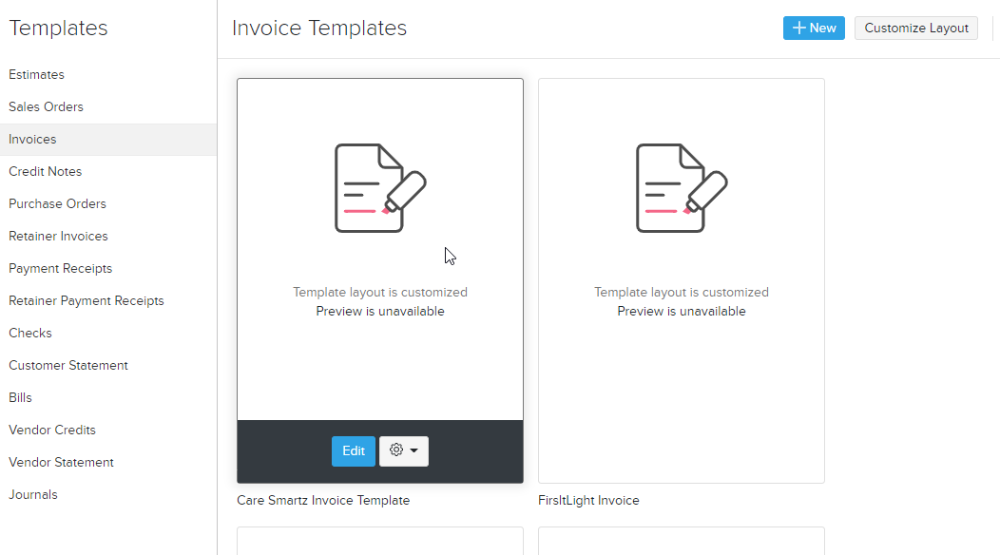 Templates
Estimates
Sales Orders
Invoices
Credit Notes
Purchase Orders
Retainer Invoices
Payment Receipts
Retainer Payment Receipts
Checks
Customer Statement
Bills
Vendor Credits
Vendor Statement
Journals
Invoice Templates
+ New
Customize Layout
Template layout is customized
Preview is unavailable
Edit
Care Smartz Invoice Template
Template layout is customized
Preview is unavailable
FirsItLight Invoice